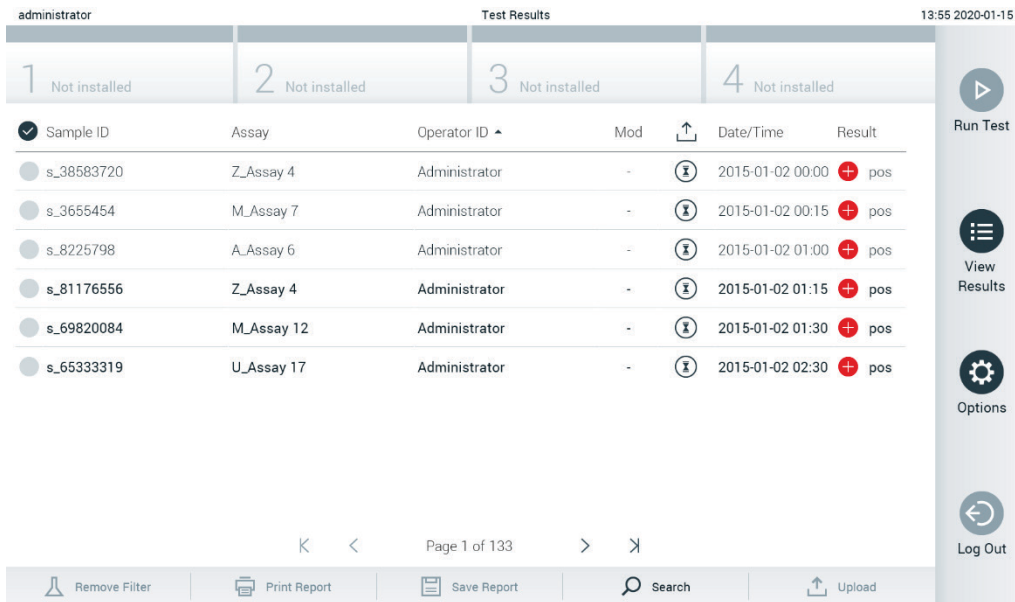 administrator Test Results 13:55 2020-01-15
1 Not installed 2 Not installed 3 Not installed 4 Not installed
Run Test
Sample ID Assay Operator ID Mod Date/Time Result
s_38583720 Z_Assay 4 Administrator - 2015-01-02 00:00 pos
s_3655454 M_Assay 7 Administrator - 2015-01-02 00:15 pos
s_8225798 A_Assay 6 Administrator - 2015-01-02 01:00 pos
s_81176556 Z_Assay 4 Administrator - 2015-01-02 01:15 pos
s_69820084 M_Assay 12 Administrator - 2015-01-02 01:30 pos
s_65333319 U_Assay 17 Administrator - 2015-01-02 02:30 pos
View
Results
Options
Log Out
Page 1 of 133
Remove Filter Print Report Save Report Search Upload